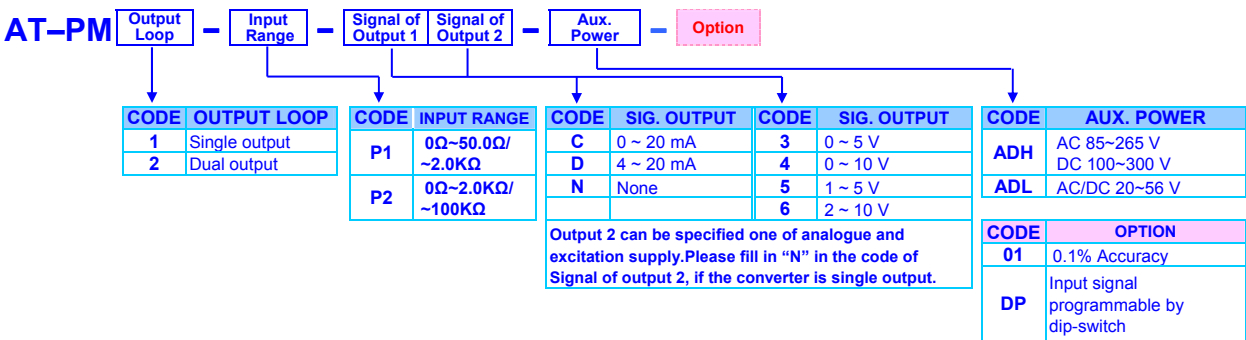 AT–PM Output Loop – Input Range – Signal of Output 1 Signal of Output 2 – Aux. Power – Option
CODE OUTPUT LOOP
1 Single output
2 Dual output
CODE INPUT RANGE
P1 0Ω~50.0Ω/
~2.0KΩ
P2 0Ω~2.0KΩ/
~100KΩ
CODE SIG. OUTPUT CODE SIG. OUTPUT
C 0 ~ 20 mA 3 0 ~ 5 V
D 4 ~ 20 mA 4 0 ~ 10 V
N None 5 1 ~ 5 V
6 2 ~ 10 V
Output 2 can be specified one of analogue and
excitation supply.Please fill in “N” in the code of
Signal of output 2, if the converter is single output.
CODE AUX. POWER
ADH AC 85~265 V
DC 100~300 V
ADL AC/DC 20~56 V
CODE OPTION
01 0.1% Accuracy
DP Input signal
programmable by
dip-switch